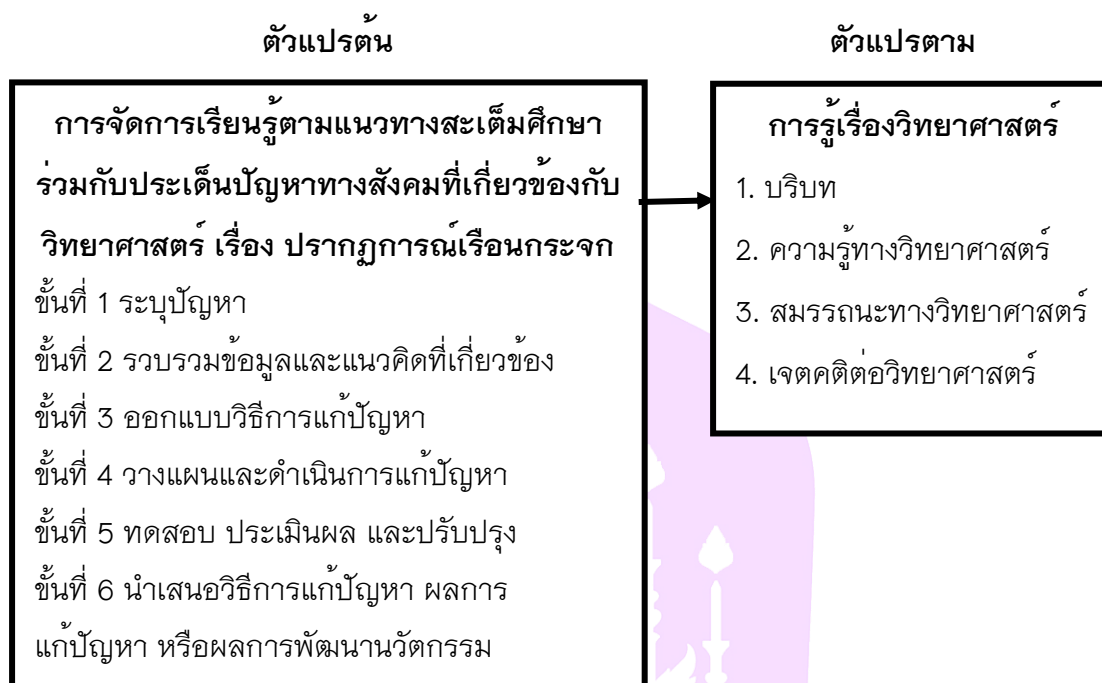 ตัวแปรต้น
การจัดการเรียนรู้ตามแนวทางสะเต็มศึกษา
ร่วมกับประเด็นปัญหาทางสังคมที่เกี่ยวข้องกับ
วิทยาศาสตร์ เรื่อง ปรากฏการณ์เรือนกระจก
ขั้นที่ 1 ระบุปัญหา
ขั้นที่ 2 รวบรวมข้อมูลและแนวคิดที่เกี่ยวข้อง
ขั้นที่ 3 ออกแบบวิธีการแก้ปัญหา
ขั้นที่ 4 วางแผนและดำเนินการแก้ปัญหา
ขั้นที่ 5 ทดสอบ ประเมินผล และปรับปรุง
ขั้นที่ 6 นำเสนอวิธีการแก้ปัญหา ผลการ
แก้ปัญหา หรือผลการพัฒนานวัตกรรม
ตัวแปรตาม
การรู้เรื่องวิทยาศาสตร์
1. บริบท
2. ความรู้ทางวิทยาศาสตร์
3. สมรรถนะทางวิทยาศาสตร์
4. เจตคติต่อวิทยาศาสตร์